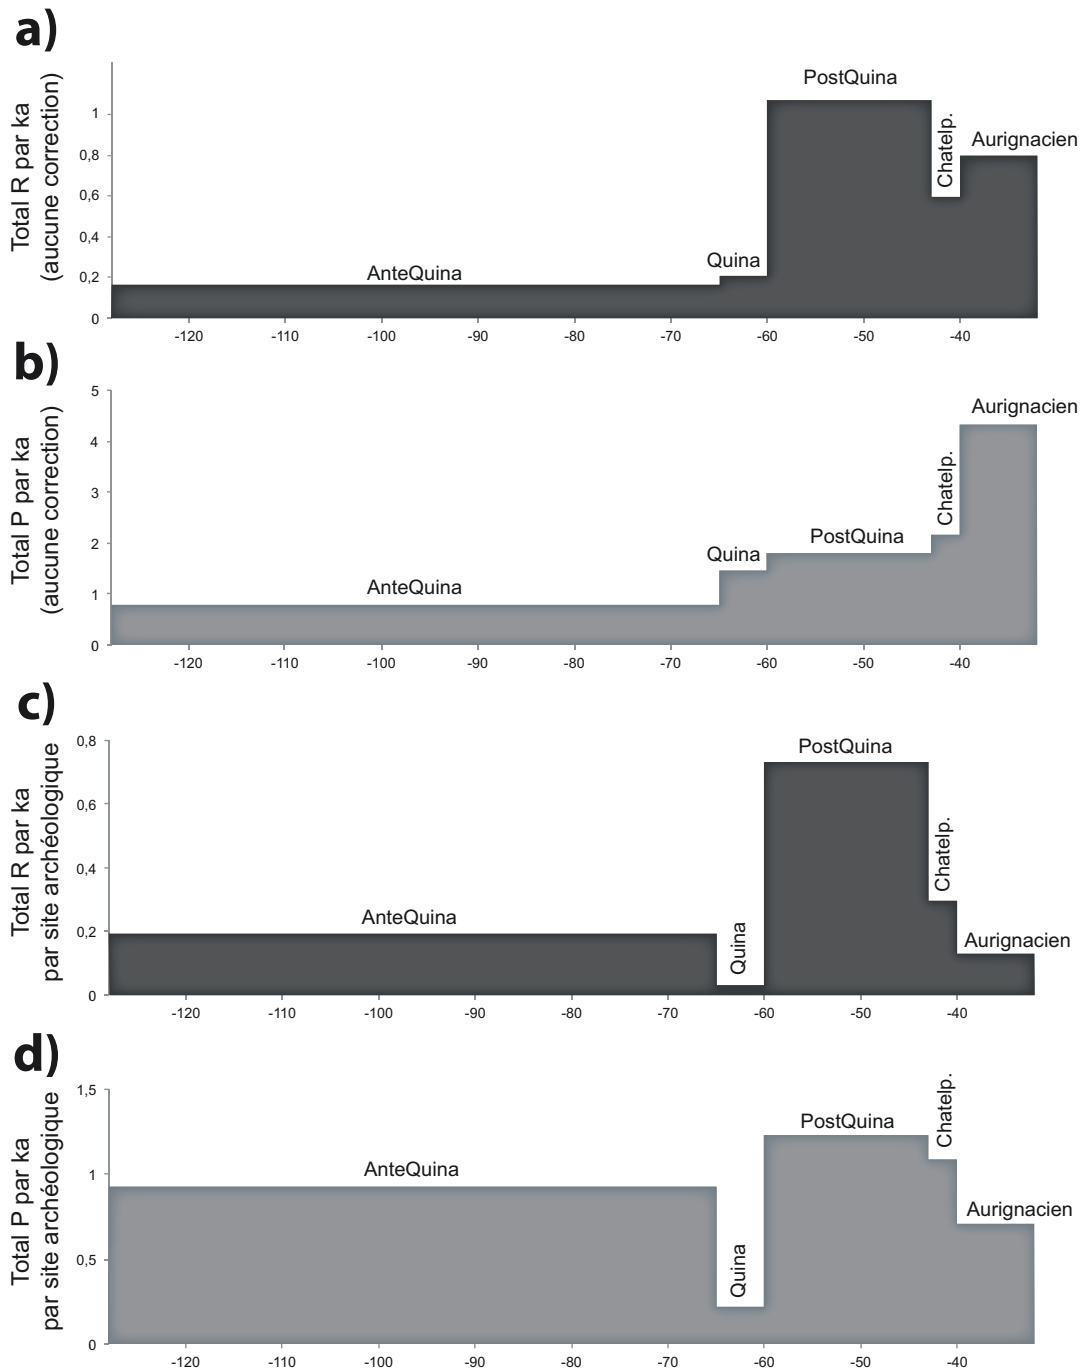 a)
Total R par ka
(aucune correction)
1
0,8
0,6
0,4
0,2
0
AnteQuina
Quina
PostQuina
Chatelp.
Aurignacien
-120 -110 -100 -90 -80 -70 -60 -50 -40
b)
Total P par ka
(aucune correction)
5
4
3
2
1
0
AnteQuina
Quina
PostQuina
Chatelp.
Aurignacien
-120 -110 -100 -90 -80 -70 -60 -50 -40
c)
Total R par ka
par site archéologique
0,8
0,6
0,4
0,2
0
AnteQuina
Quina
PostQuina
Chatelp.
Aurignacien
-120 -110 -100 -90 -80 -70 -60 -50 -40
d)
Total P par ka
par site archéologique
1,5
1
0,5
0
AnteQuina
Quina
PostQuina
Chatelp.
Aurignacien
-120 -110 -100 -90 -80 -70 -60 -50 -40